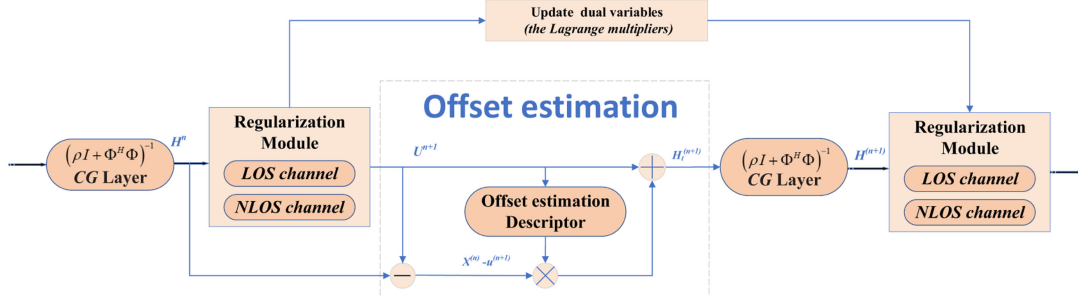 Update dual variables
(the Lagrange multipliers)
Offset estimation
(ρI + Φ^H Φ)^{-1}
CG Layer
H^n
Regularization
Module
LOS channel
NLOS channel
U^{n+1}
Offset estimation
Descriptor
X^{(n)} - u^{(n+1)}
H_i^{(n+1)}
(ρI + Φ^H Φ)^{-1}
CG Layer
H^{(n+1)}
Regularization
Module
LOS channel
NLOS channel